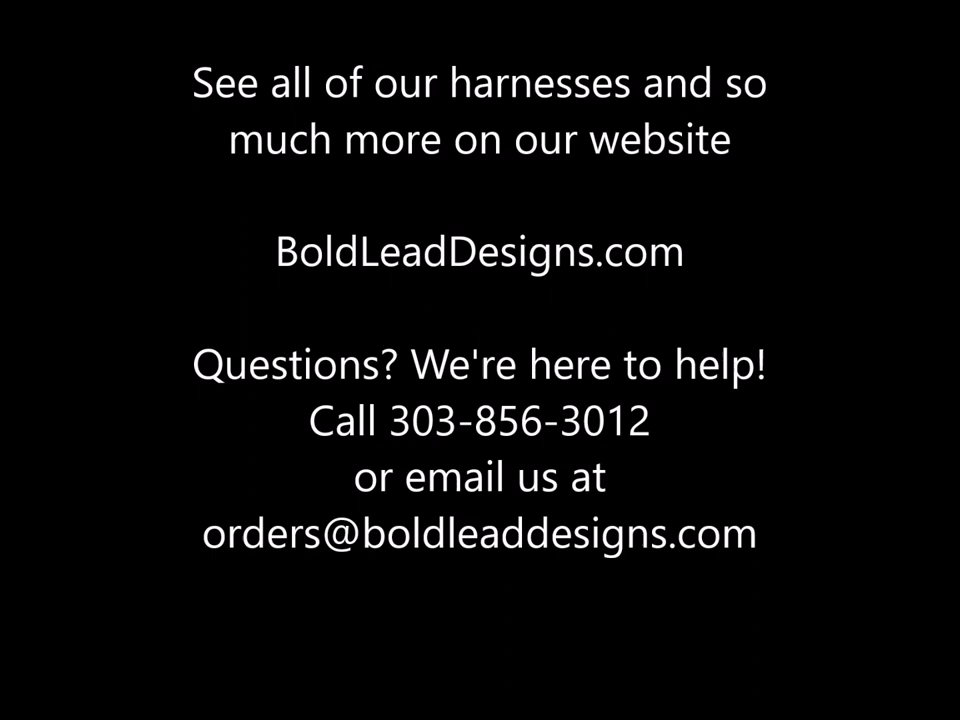 See all of our harnesses and so
much more on our website
BoldLeadDesigns.com
Questions? We're here to help!
Call 303-856-3012
or email us at
orders@boldleaddesigns.com